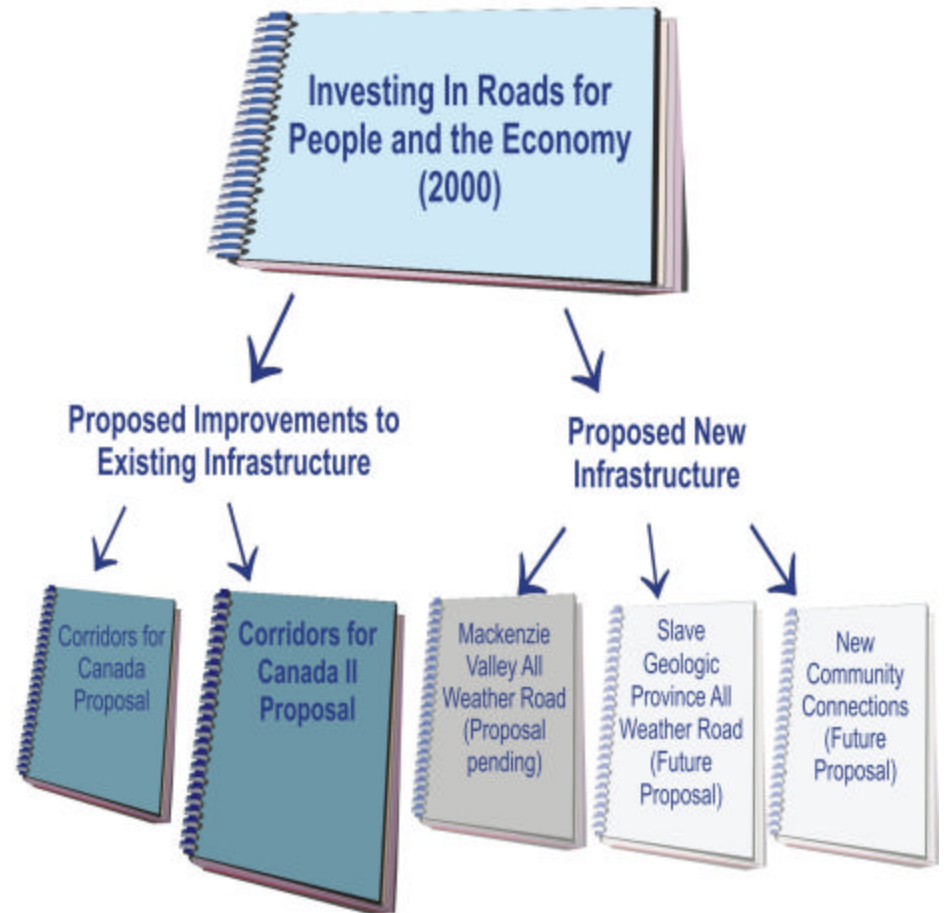 Investing In Roads for
People and the Economy
(2000)
Proposed Improvements to
Existing Infrastructure
Proposed New
Infrastructure
Corridors for
Canada
Proposal
Corridors for
Canada II
Proposal
Mackenzie
Valley All
Weather Road
(Proposal
pending)
Slave
Geologic
Province All
Weather Road
(Future
Proposal)
New
Community
Connections
(Future
Proposal)